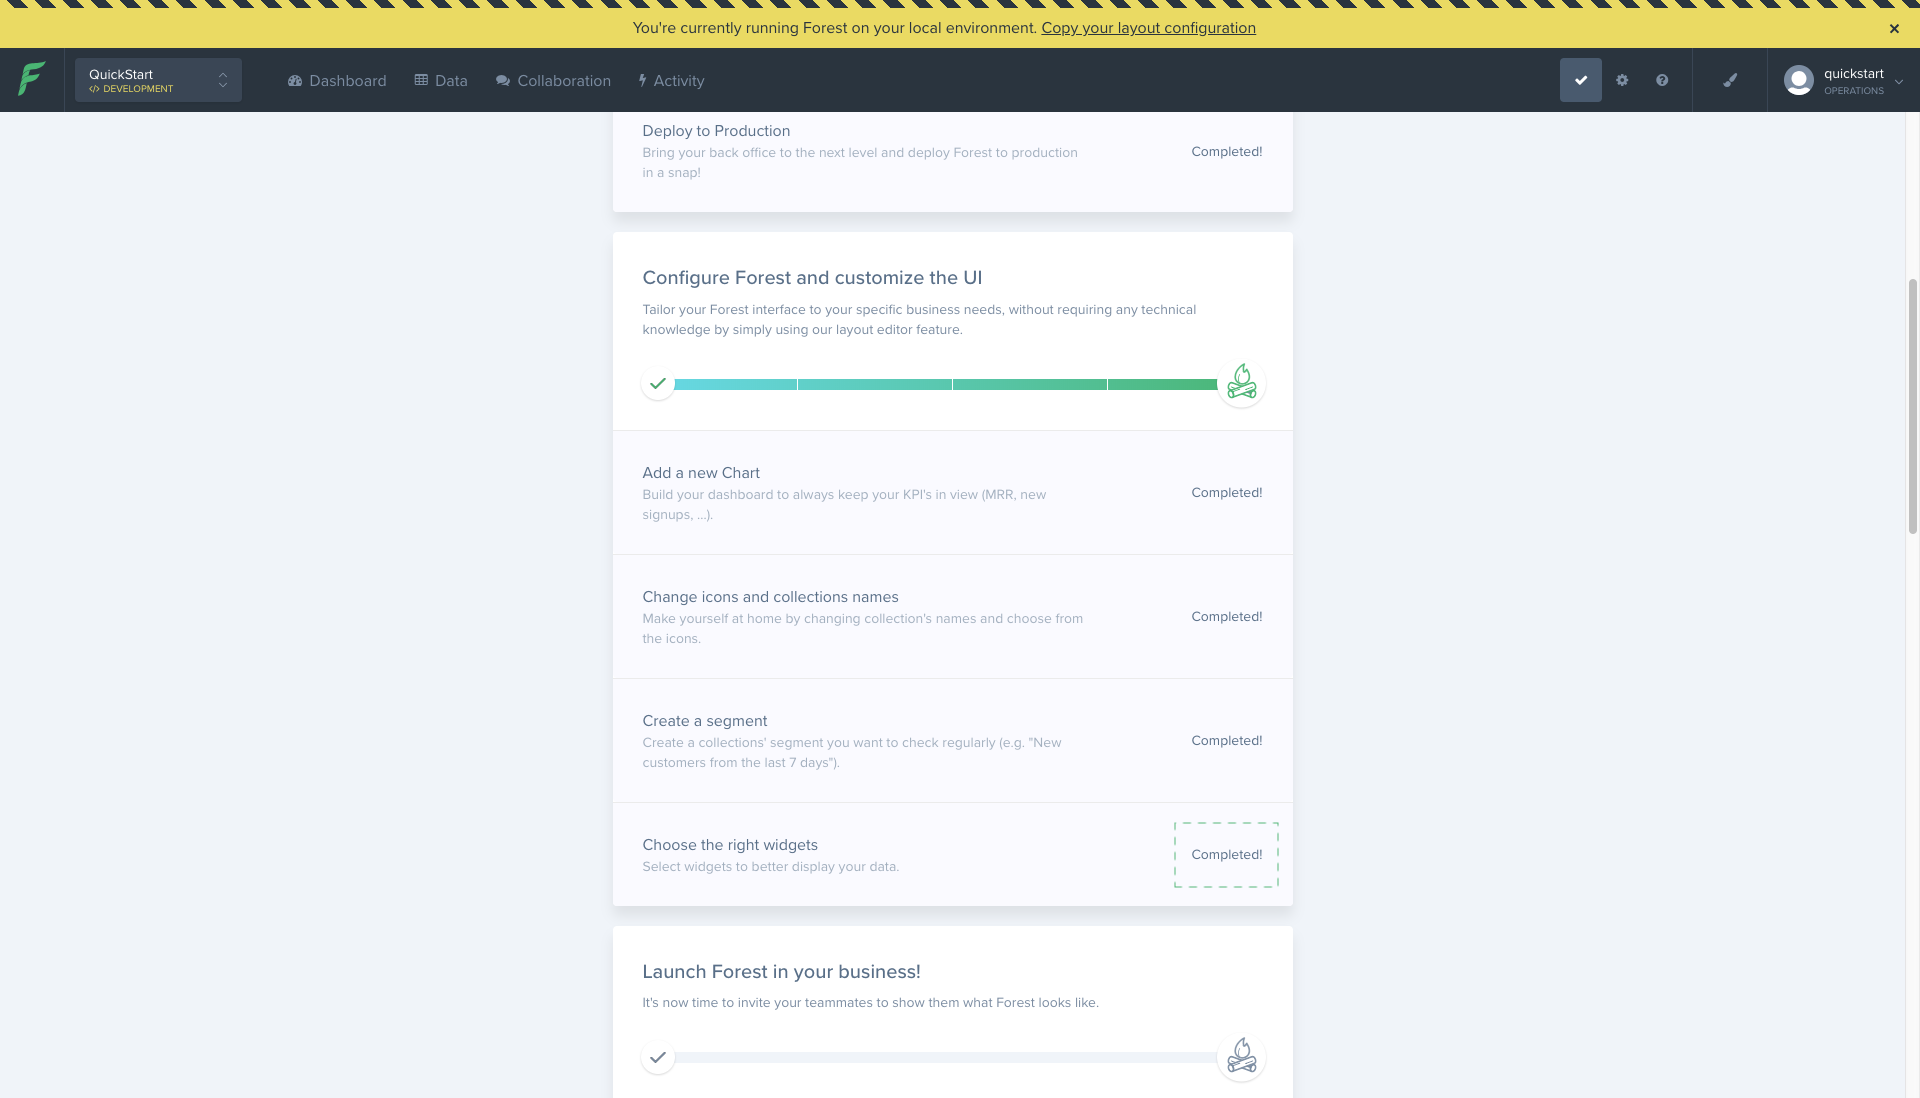 You're currently running Forest on your local environment. Copy your layout configuration
QuickStart
</> DEVELOPMENT
Dashboard
Data
Collaboration
Activity
quickstart
OPERATIONS
Deploy to Production
Bring your back office to the next level and deploy Forest to production
in a snap!
Completed!
Configure Forest and customize the UI
Tailor your Forest interface to your specific business needs, without requiring any technical
knowledge by simply using our layout editor feature.
Add a new Chart
Build your dashboard to always keep your KPI's in view (MRR, new
signups, ...).
Completed!
Change icons and collections names
Make yourself at home by changing collection's names and choose from
the icons.
Completed!
Create a segment
Create a collections' segment you want to check regularly (e.g. "New
customers from the last 7 days").
Completed!
Choose the right widgets
Select widgets to better display your data.
Completed!
Launch Forest in your business!
It's now time to invite your teammates to show them what Forest looks like.